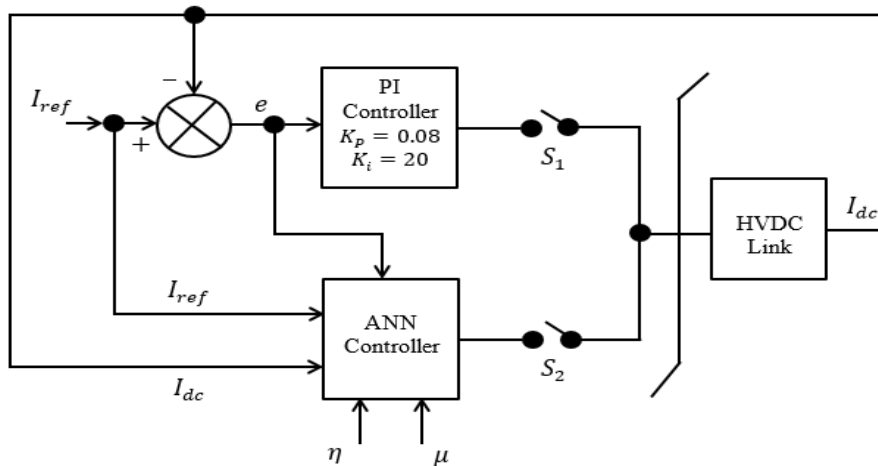 −
I_ref
+
e
PI
Controller
K_P = 0.08
K_i = 20
S_1
HVDC
Link
I_dc
I_ref
ANN
Controller
S_2
I_dc
η
μ